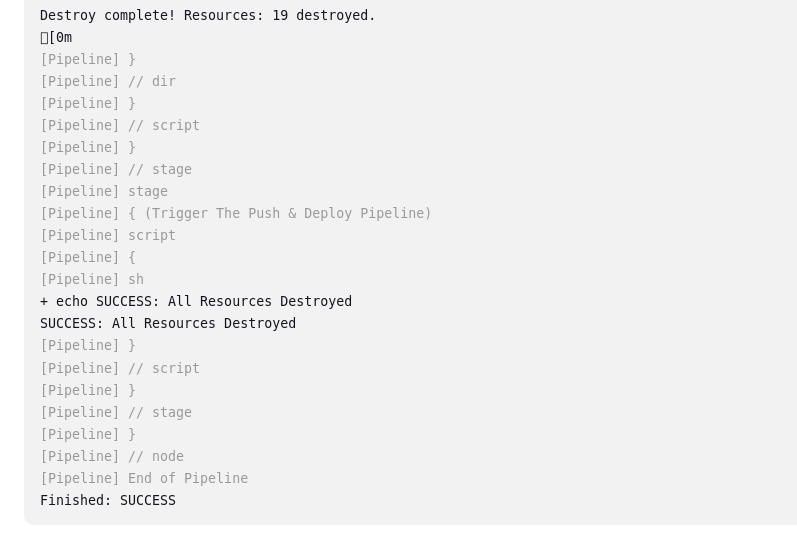 Destroy complete! Resources: 19 destroyed.
□[0m
[Pipeline] }
[Pipeline] // dir
[Pipeline] }
[Pipeline] // script
[Pipeline] }
[Pipeline] // stage
[Pipeline] stage
[Pipeline] { (Trigger The Push & Deploy Pipeline)
[Pipeline] script
[Pipeline] {
[Pipeline] sh
+ echo SUCCESS: All Resources Destroyed
SUCCESS: All Resources Destroyed
[Pipeline] }
[Pipeline] // script
[Pipeline] }
[Pipeline] // stage
[Pipeline] }
[Pipeline] // node
[Pipeline] End of Pipeline
Finished: SUCCESS